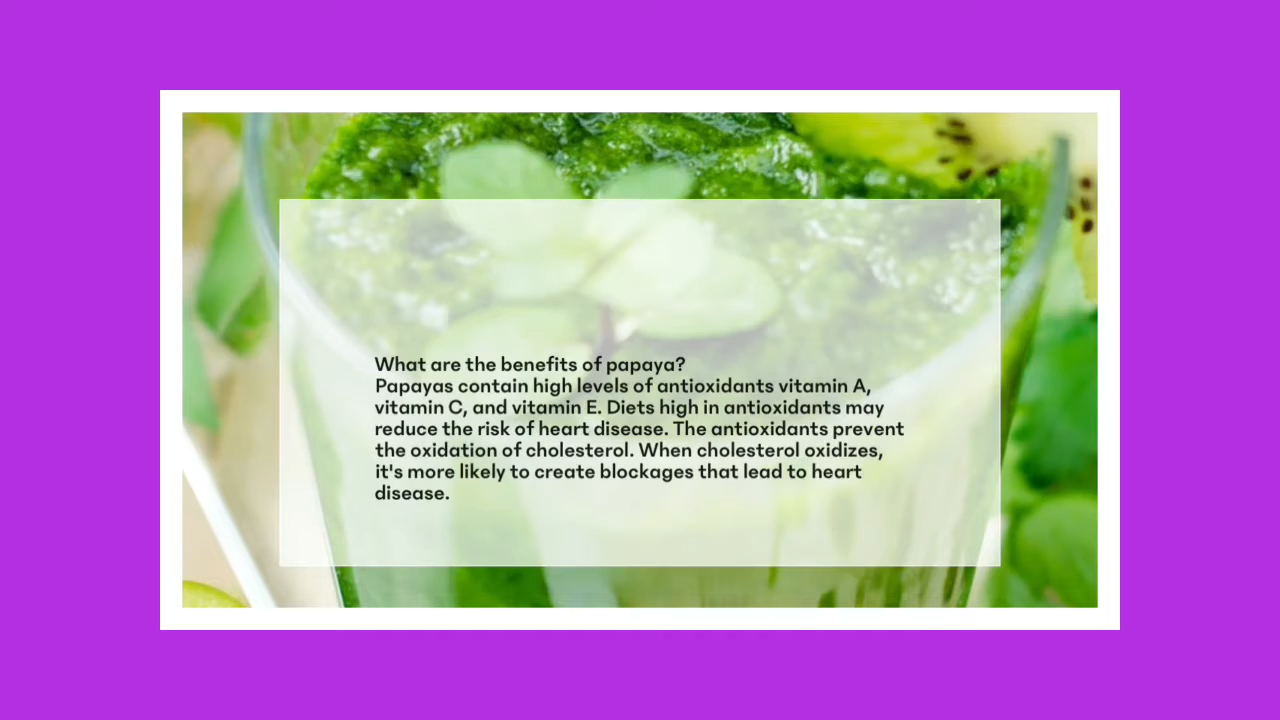 What are the benefits of papaya?
Papayas contain high levels of antioxidants vitamin A,
vitamin C, and vitamin E. Diets high in antioxidants may
reduce the risk of heart disease. The antioxidants prevent
the oxidation of cholesterol. When cholesterol oxidizes,
it's more likely to create blockages that lead to heart
disease.